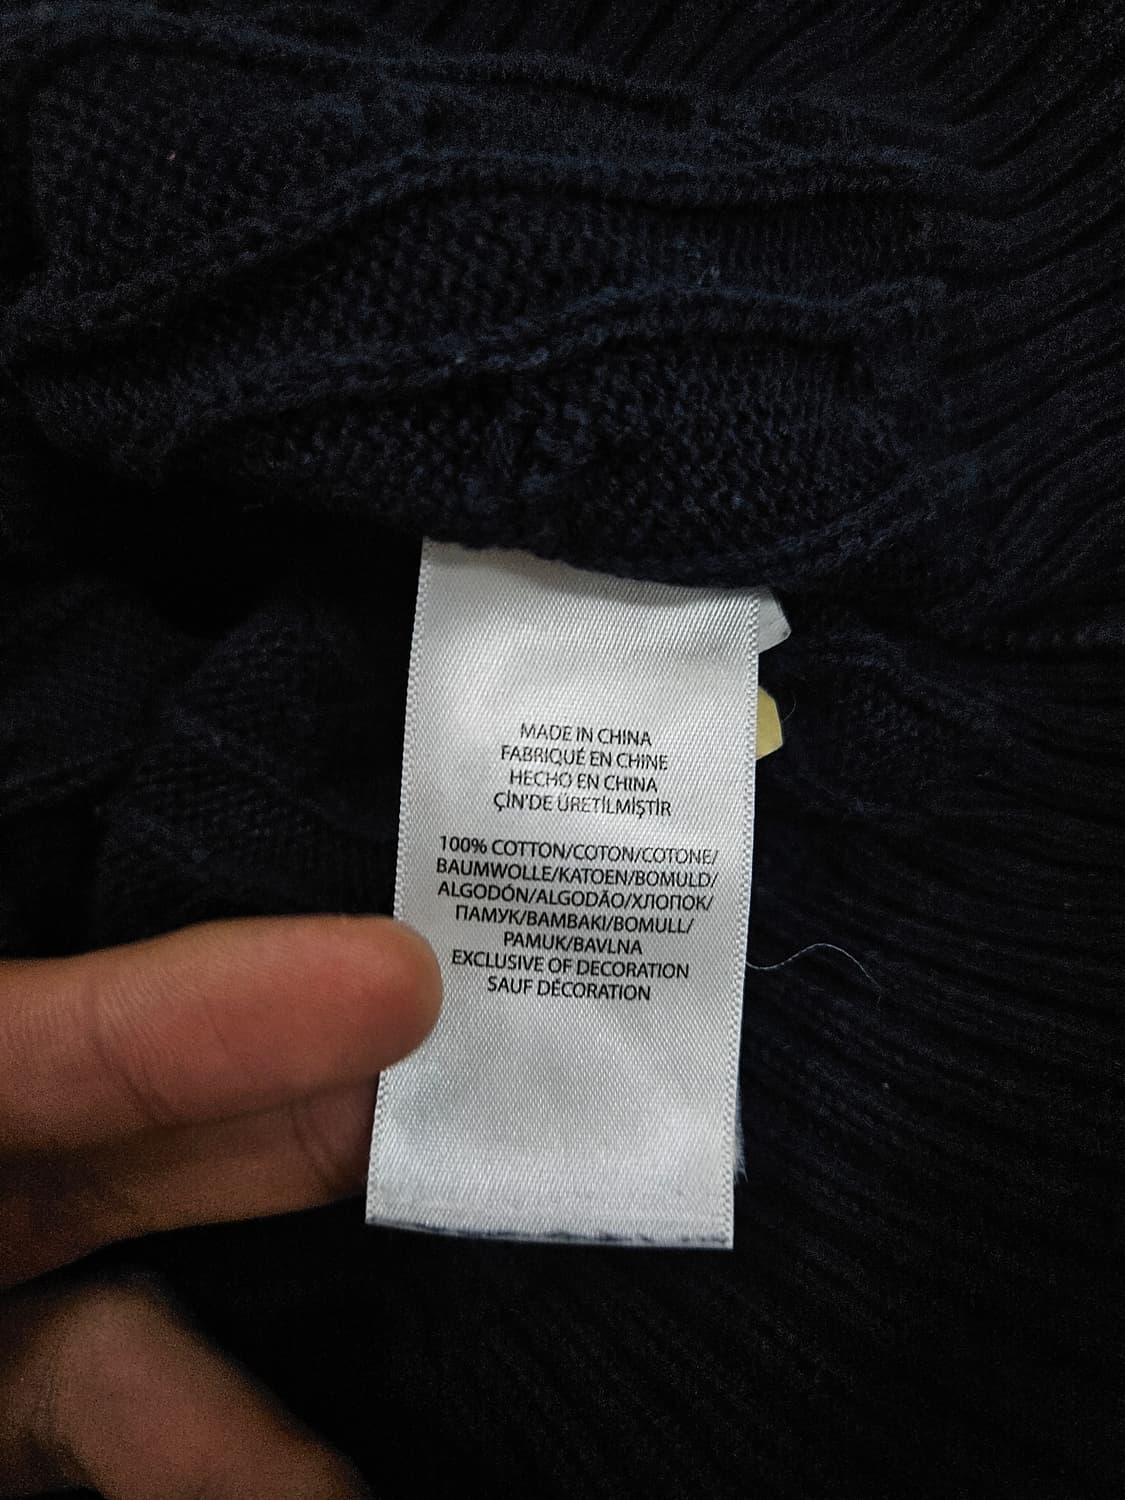 MADE IN CHINA
FABRIQUÉ EN CHINE
HECHO EN CHINA
ÇİN'DE ÜRETİLMİŞTİR
100% COTTON/COTON/COTONE/
BAUMWOLLE/KATOEN/BOMULD/
ALGODÓN/ALGODÃO/ХЛОПОК/
ПАМУК/BAMBAKI/BOMULL/
PAMUK/BAVLNA
EXCLUSIVE OF DECORATION
SAUF DÉCORATION